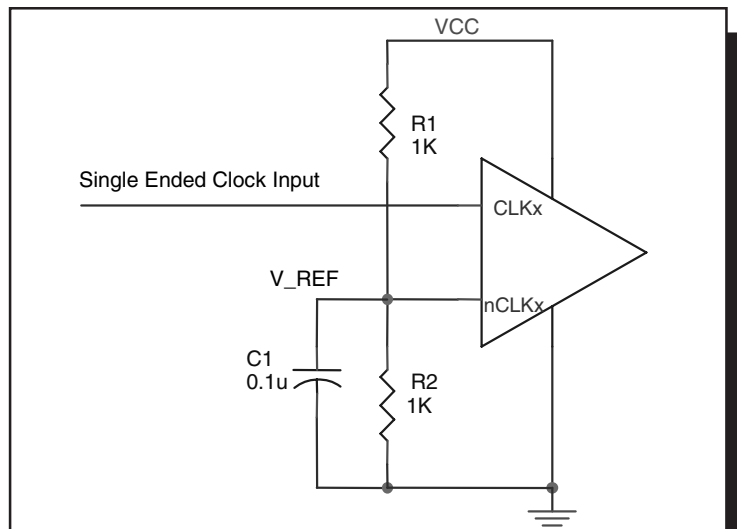 VCC
R1
1K
Single Ended Clock Input
CLKx
V_REF
nCLKx
C1
0.1u
R2
1K